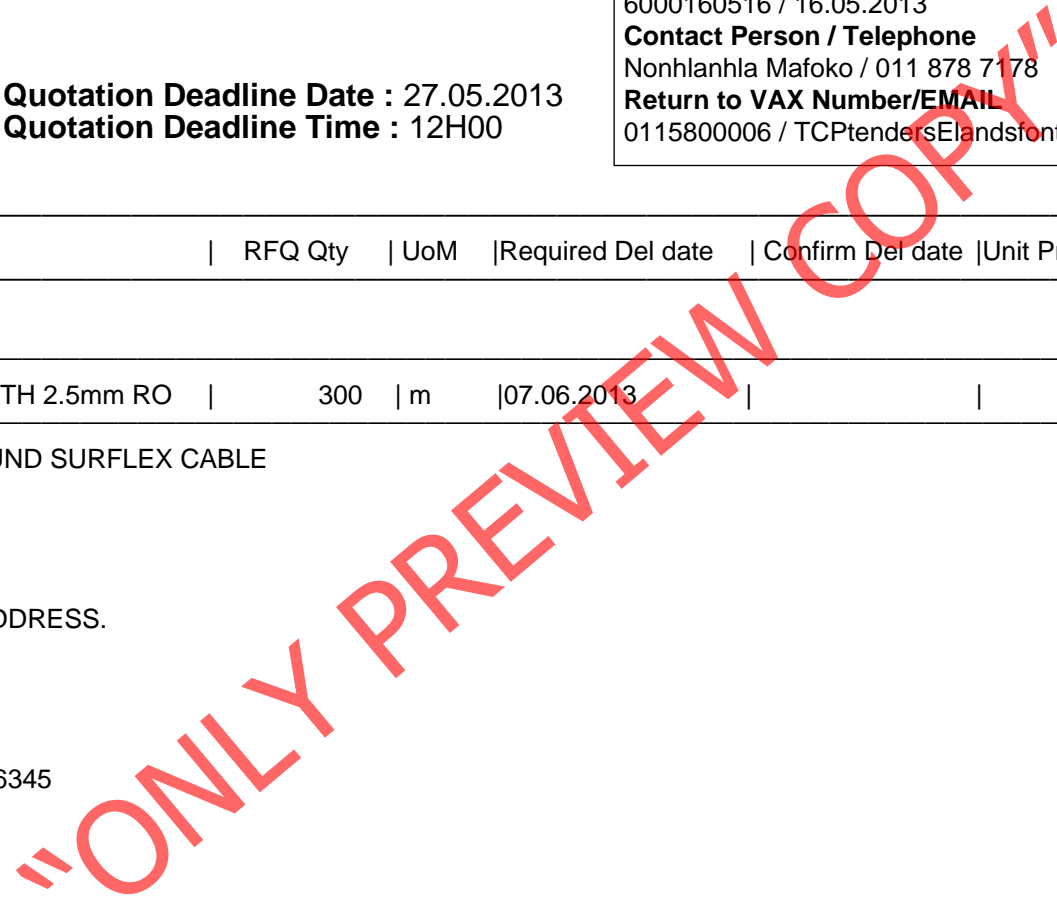 6000160516 / 16.05.2013
Contact Person / Telephone
Nonhlanhla Mafoko / 011 878 7178
Quotation Deadline Date : 27.05.2013
Return to VAX Number/EMAIL
Quotation Deadline Time : 12H00
0115800006 / TCPtendersElandsfont
| RFQ Qty | UoM |Required Del date | Confirm Del date |Unit Pr
TH 2.5mm RO | 300 | m |07.06.2013 | |
UND SURFLEX CABLE
DDRESS.
6345
"ONLY PREVIEW COPY"